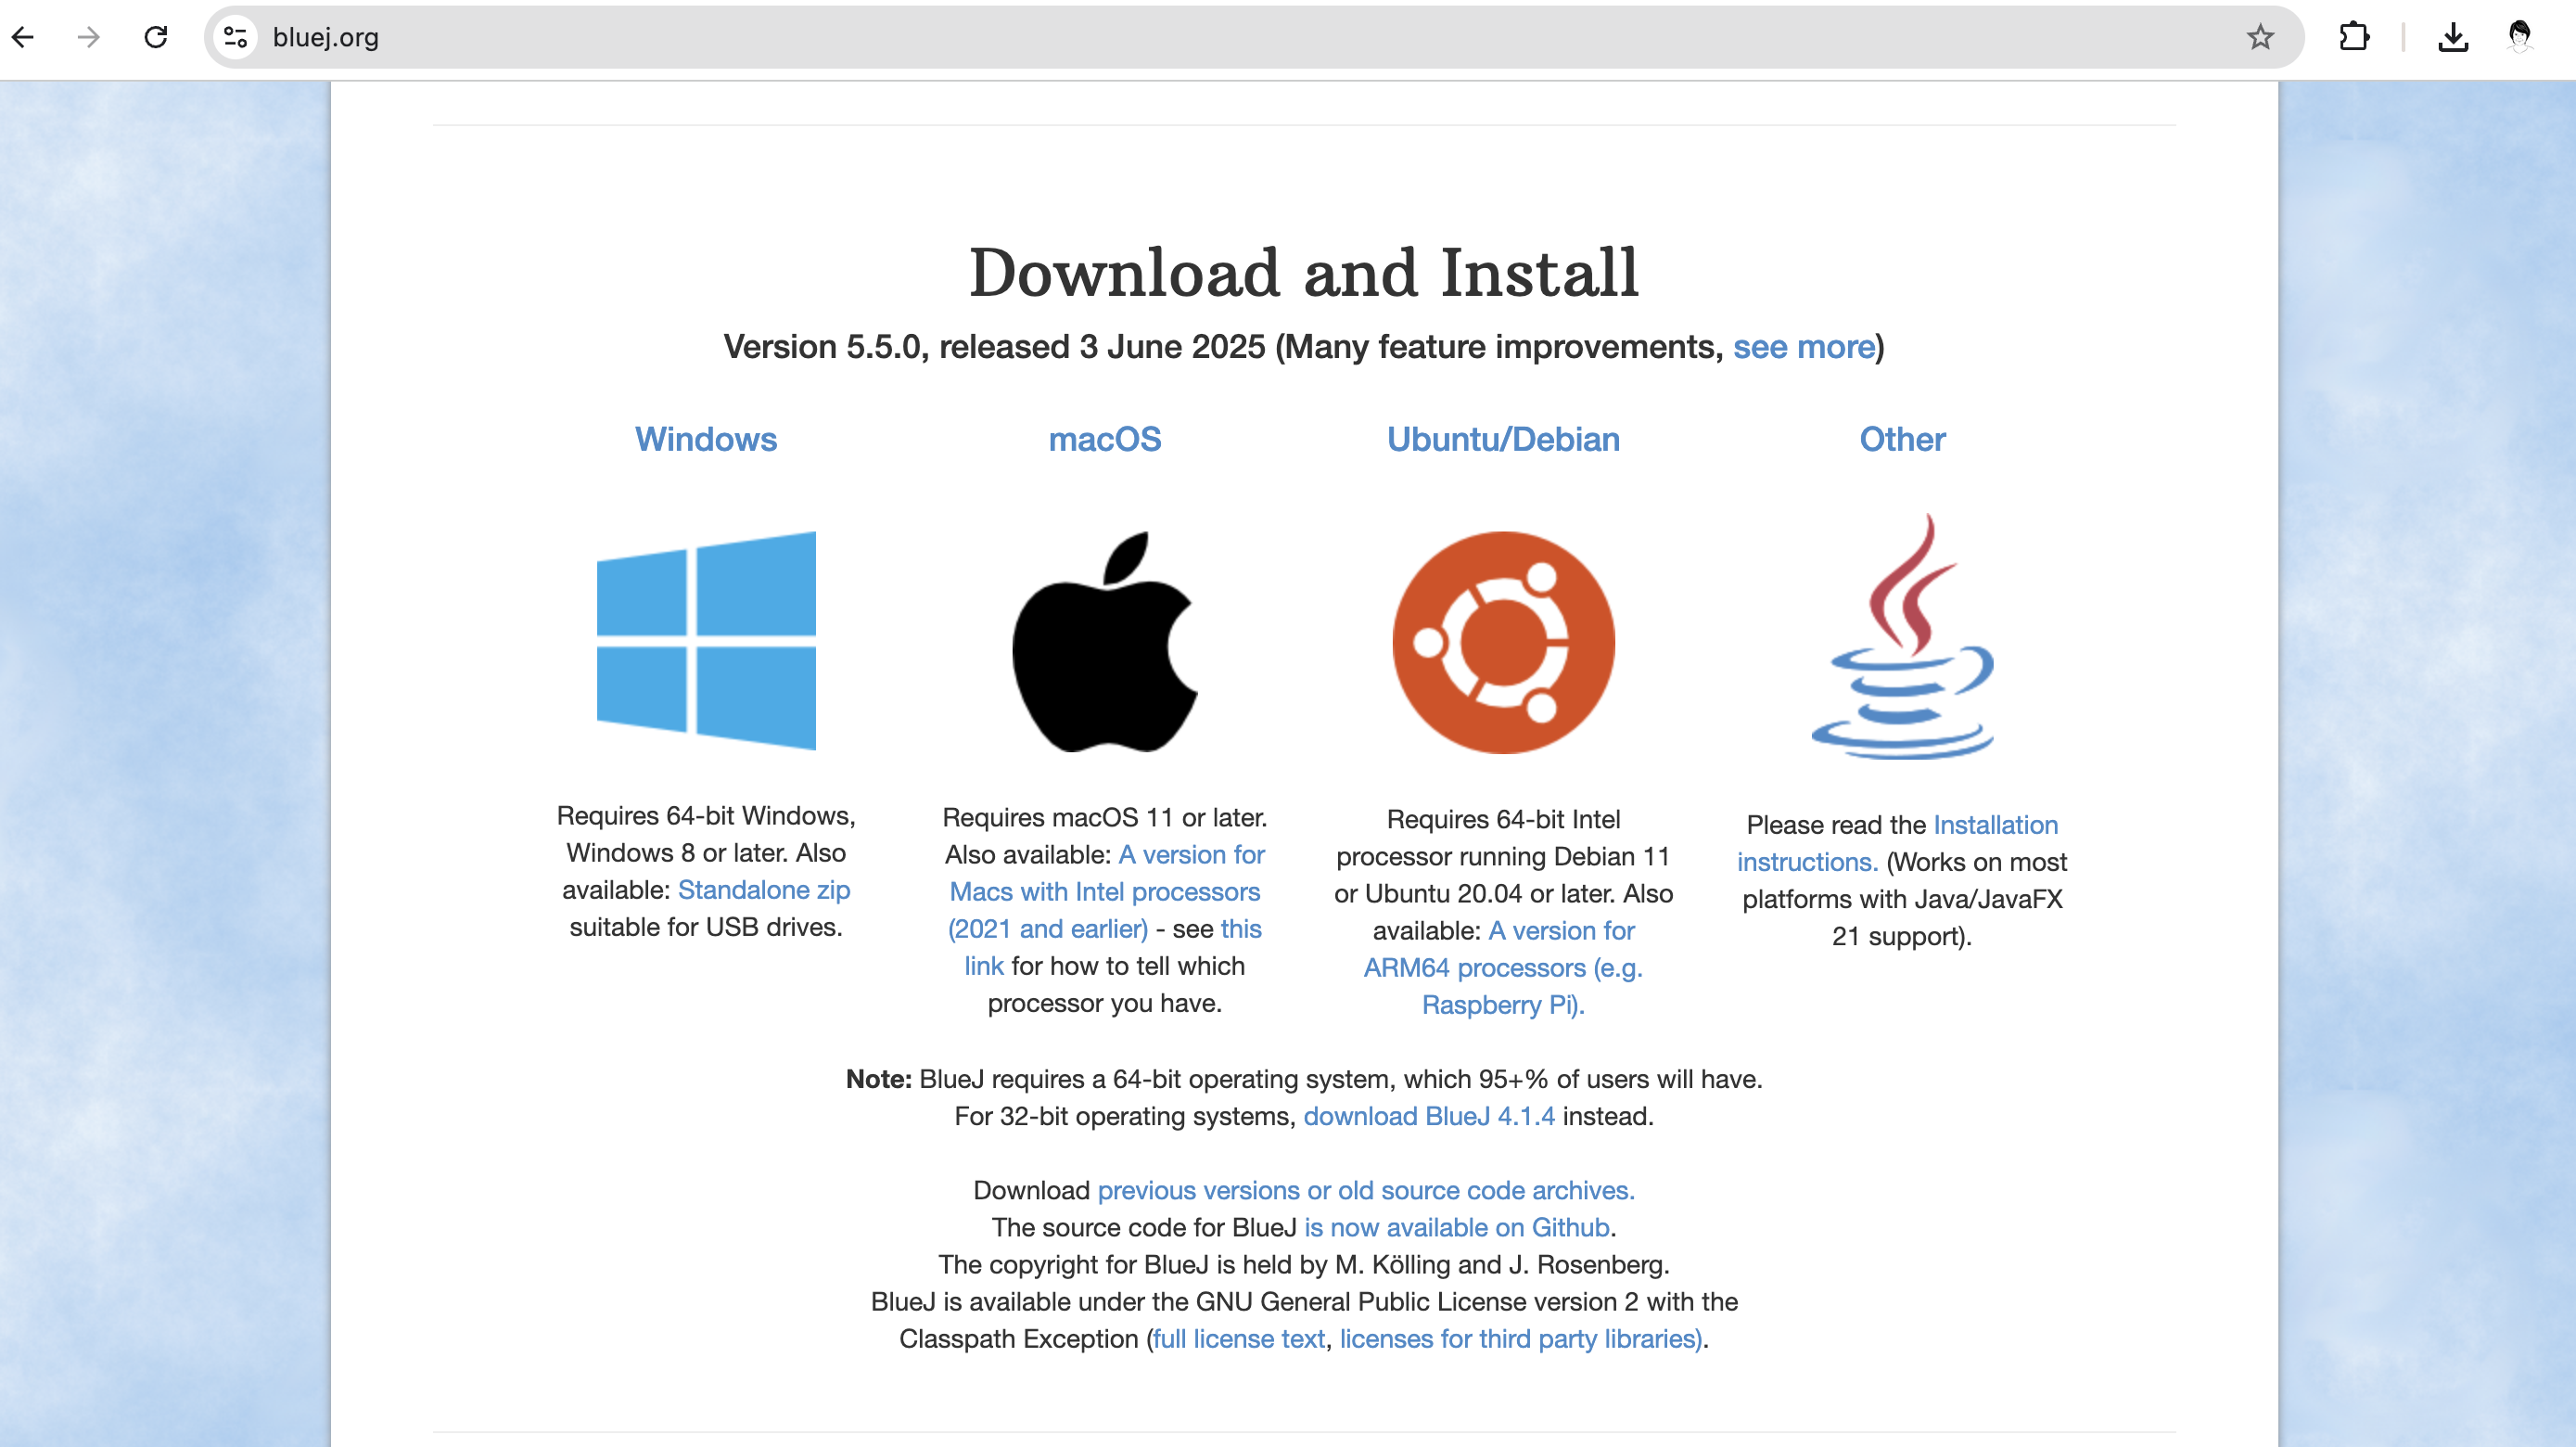 bluej.org
Download and Install
Version 5.5.0, released 3 June 2025 (Many feature improvements, see more)
Windows
Requires 64-bit Windows,
Windows 8 or later. Also
available: Standalone zip
suitable for USB drives.
macOS
Requires macOS 11 or later.
Also available: A version for
Macs with Intel processors
(2021 and earlier) - see this
link for how to tell which
processor you have.
Ubuntu/Debian
Requires 64-bit Intel
processor running Debian 11
or Ubuntu 20.04 or later. Also
available: A version for
ARM64 processors (e.g.
Raspberry Pi).
Other
Please read the Installation
instructions. (Works on most
platforms with Java/JavaFX
21 support).
Note: BlueJ requires a 64-bit operating system, which 95+% of users will have.
For 32-bit operating systems, download BlueJ 4.1.4 instead.
Download previous versions or old source code archives.
The source code for BlueJ is now available on Github.
The copyright for BlueJ is held by M. Kölling and J. Rosenberg.
BlueJ is available under the GNU General Public License version 2 with the
Classpath Exception (full license text, licenses for third party libraries).